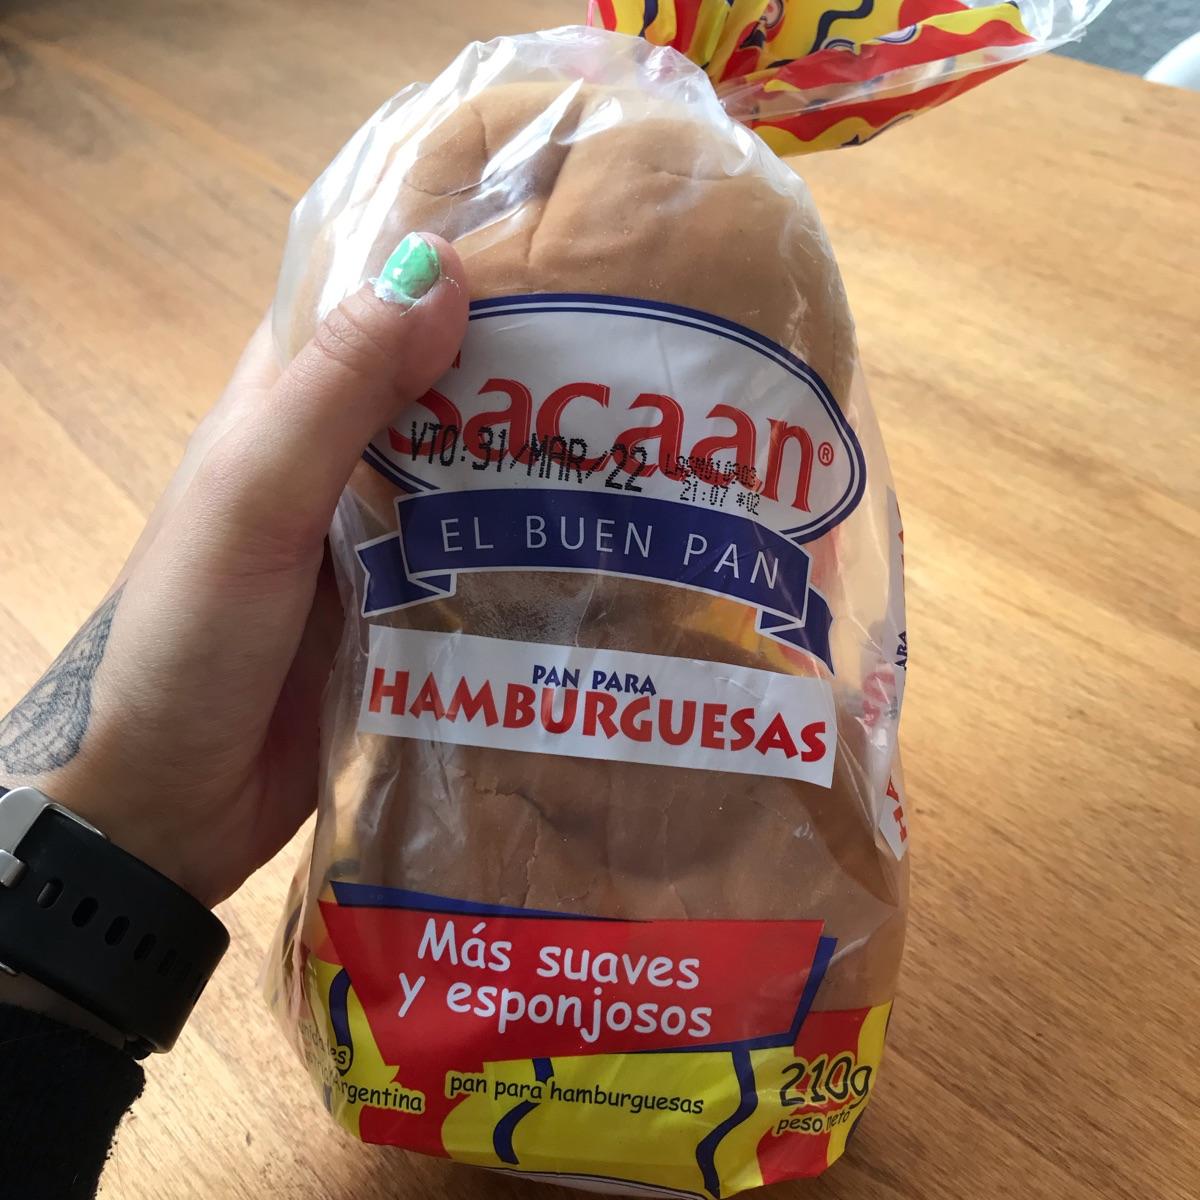 Sacaan®
VTO: 31/MAR/22
21:07 *02
EL BUEN PAN
PAN PARA
HAMBURGUESAS
Más suaves
y esponjosos
Argentina
pan para hamburguesas
210g
peso neto